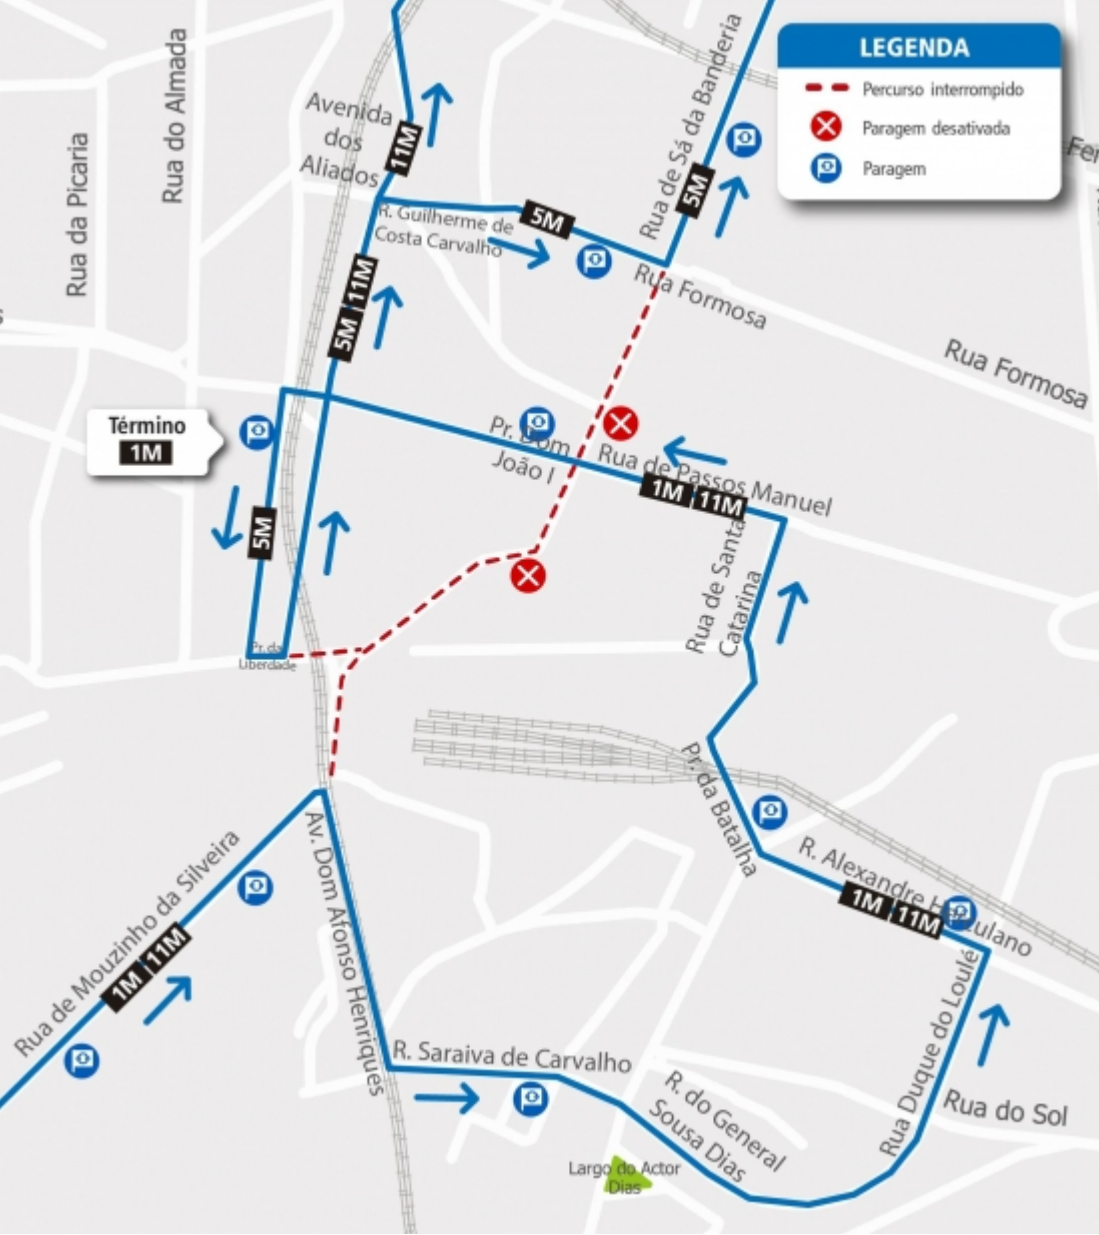 LEGENDA
Percurso interrompido
Paragem desativada
Paragem
Rua da Picaria
Rua do Almada
Avenida
dos
Aliados
11M
Rua de Sá da Banderia
5M
R. Guilherme de
Costa Carvalho
5M
Rua Formosa
Rua Formosa
5M 11M
Término
1M
Pr. Dom
João I
Rua de Passos Manuel
1M 11M
5M
Rua de Santa
Catarina
Pr. da
Liberdade
Pr. da Batalha
R. Alexandre Herculano
1M 11M
Av. Dom Afonso Henriques
Rua de Mouzinho da Silveira
1M 11M
R. Saraiva de Carvalho
R. do General
Sousa Dias
Rua Duque do Loulé
Rua do Sol
Largo do Actor
Dias